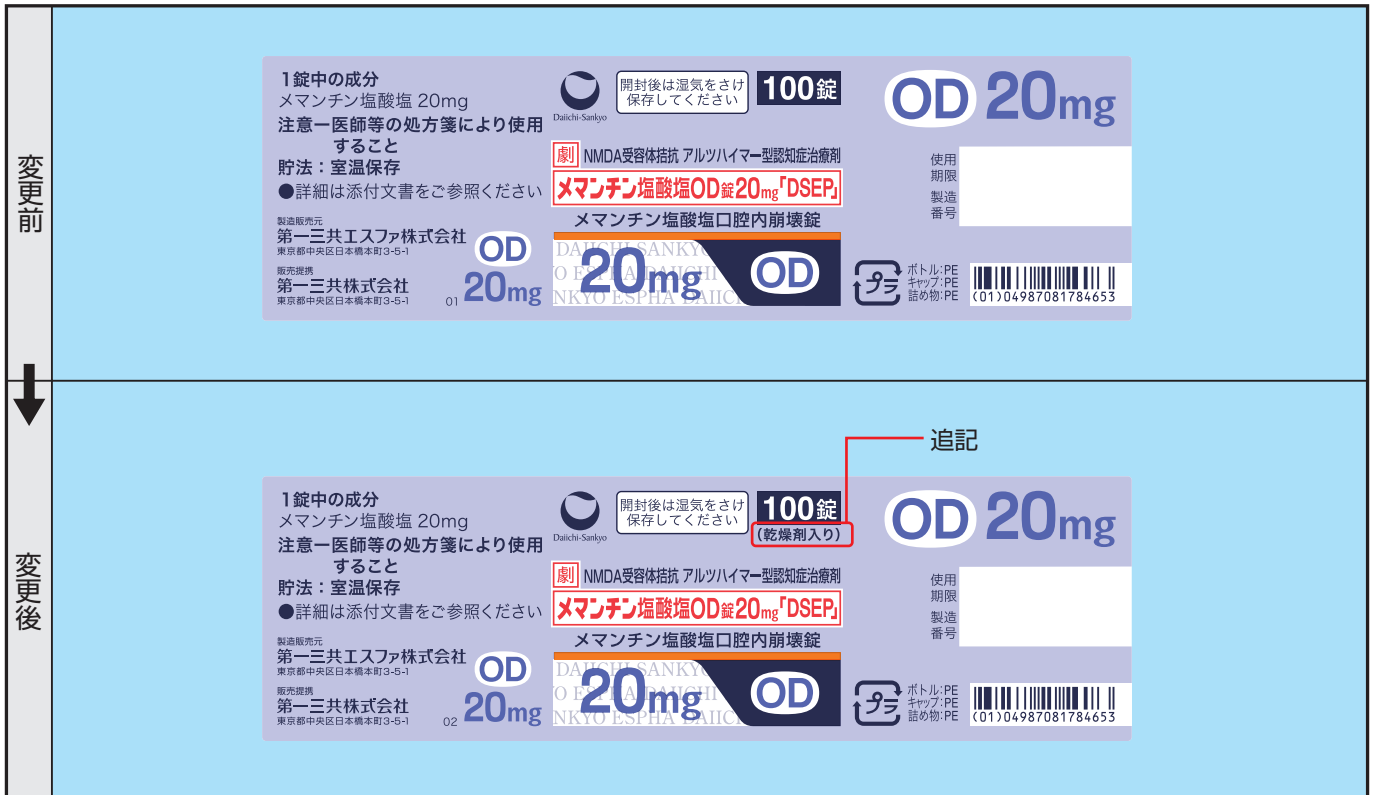 変更前
1錠中の成分
メマンチン塩酸塩 20mg
注意－医師等の処方箋により使用
すること
貯法：室温保存
●詳細は添付文書をご参照ください
製造販売元
第一三共エスファ株式会社
東京都中央区日本橋本町3-5-1
販売提携
第一三共株式会社
東京都中央区日本橋本町3-5-1
01
OD
20mg
Daiichi-Sankyo
開封後は湿気をさけ
保存してください
100錠
劇 NMDA受容体拮抗 アルツハイマー型認知症治療剤
メマンチン塩酸塩OD錠20mg「DSEP」
メマンチン塩酸塩口腔内崩壊錠
DAIICHI SANKYO
YO ESPHA DAIICHI
NKYO ESPHA DAIICH
20mg OD
OD 20mg
使用
期限
製造
番号
プラ
ボトル:PE
キャップ:PE
詰め物:PE
(01)04987081784653
変更後
追記
1錠中の成分
メマンチン塩酸塩 20mg
注意－医師等の処方箋により使用
すること
貯法：室温保存
●詳細は添付文書をご参照ください
製造販売元
第一三共エスファ株式会社
東京都中央区日本橋本町3-5-1
販売提携
第一三共株式会社
東京都中央区日本橋本町3-5-1
02
OD
20mg
Daiichi-Sankyo
開封後は湿気をさけ
保存してください
100錠
(乾燥剤入り)
劇 NMDA受容体拮抗 アルツハイマー型認知症治療剤
メマンチン塩酸塩OD錠20mg「DSEP」
メマンチン塩酸塩口腔内崩壊錠
DAIICHI SANKYO
YO ESPHA DAIICHI
NKYO ESPHA DAIICH
20mg OD
OD 20mg
使用
期限
製造
番号
プラ
ボトル:PE
キャップ:PE
詰め物:PE
(01)04987081784653